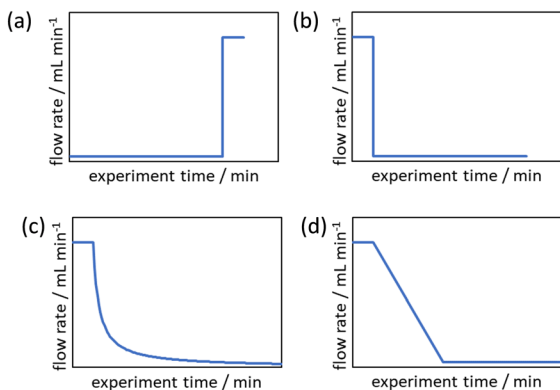 (a)
flow rate / mL min⁻¹
experiment time / min
(b)
flow rate / mL min⁻¹
experiment time / min
(c)
flow rate / mL min⁻¹
experiment time / min
(d)
flow rate / mL min⁻¹
experiment time / min